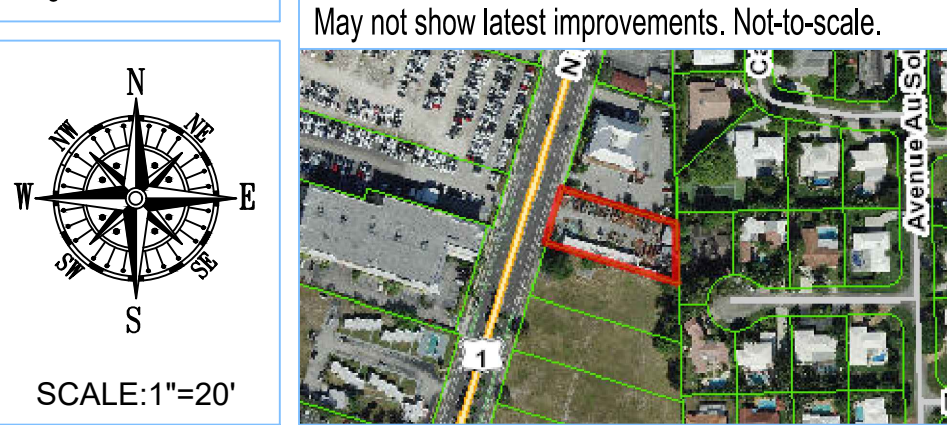 May not show latest improvements. Not-to-scale.
N
NW
NE
W
E
SW
SE
S
SCALE:1"=20'
N
1
Avenue Au Sol